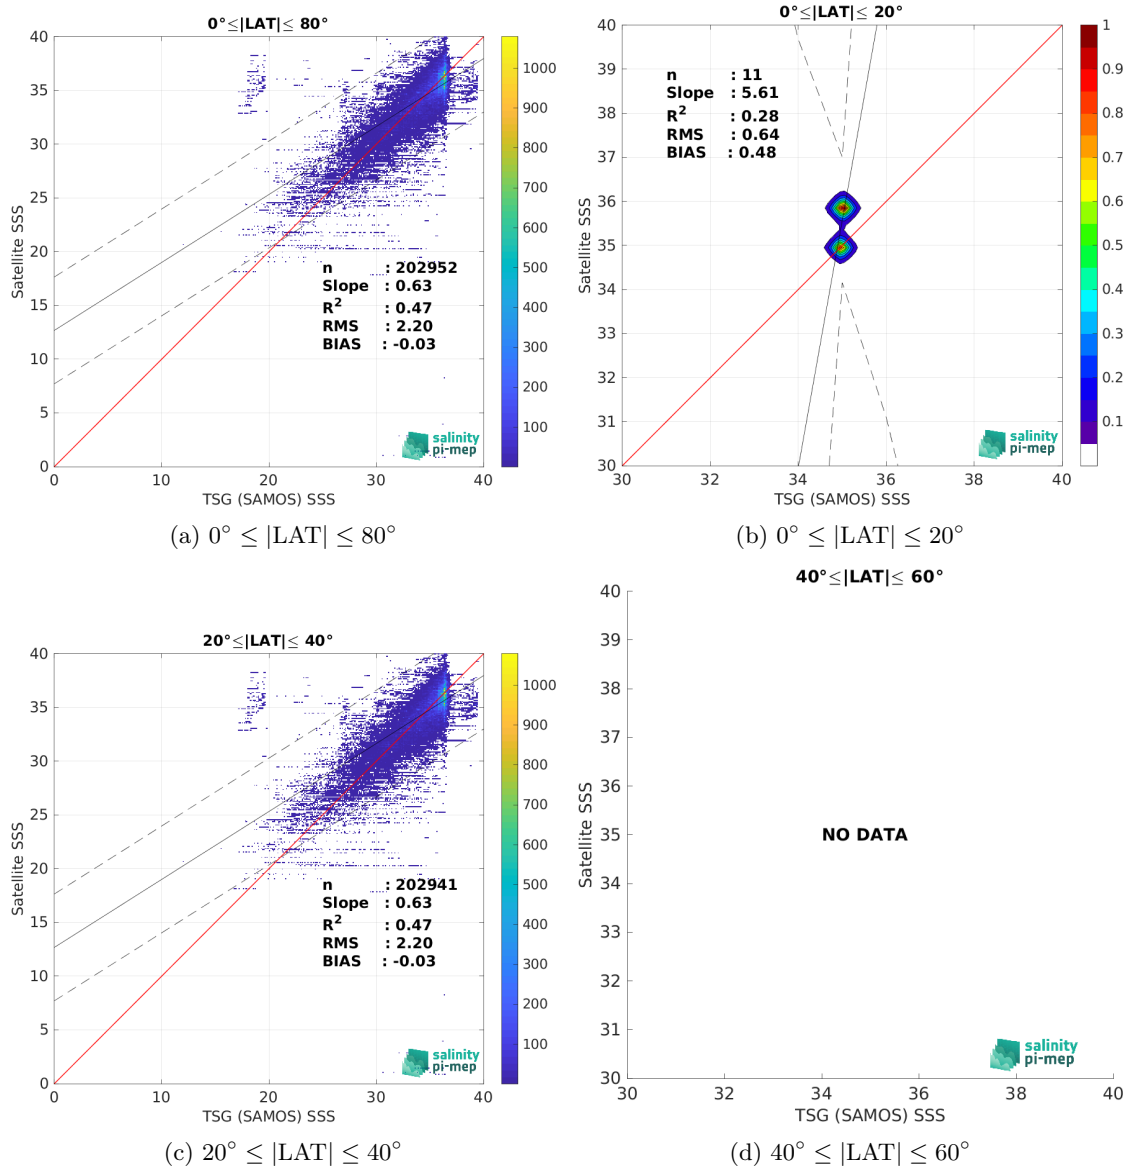 0°≤|LAT|≤ 80°
40
35
30
25
20
15
10
5
0
Satellite SSS
n : 202952
Slope : 0.63
R² : 0.47
RMS : 2.20
BIAS : -0.03
salinity
pi-mep
0 10 20 30 40
TSG (SAMOS) SSS
1000
900
800
700
600
500
400
300
200
100
(a) 0° ≤ |LAT| ≤ 80°
0°≤|LAT|≤ 20°
40
39
38
37
36
35
34
33
32
31
30
Satellite SSS
n : 11
Slope : 5.61
R² : 0.28
RMS : 0.64
BIAS : 0.48
salinity
pi-mep
30 32 34 36 38 40
TSG (SAMOS) SSS
1
0.9
0.8
0.7
0.6
0.5
0.4
0.3
0.2
0.1
(b) 0° ≤ |LAT| ≤ 20°
20°≤|LAT|≤ 40°
40
35
30
25
20
15
10
5
0
Satellite SSS
n : 202941
Slope : 0.63
R² : 0.47
RMS : 2.20
BIAS : -0.03
salinity
pi-mep
0 10 20 30 40
TSG (SAMOS) SSS
1000
900
800
700
600
500
400
300
200
100
(c) 20° ≤ |LAT| ≤ 40°
40°≤|LAT|≤ 60°
40
39
38
37
36
35
34
33
32
31
30
Satellite SSS
NO DATA
salinity
pi-mep
30 32 34 36 38 40
TSG (SAMOS) SSS
(d) 40° ≤ |LAT| ≤ 60°